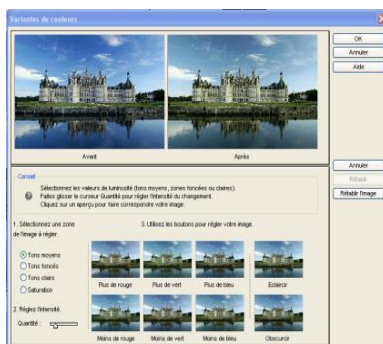 Variantes de couleurs
OK
Annuler
Aide
Avant
Après
Annuler
Rétablir
Rétablir l'image
Conseil
Sélectionnez les valeurs de luminosité (tons moyens, zones foncées ou claires).
Faites glisser le curseur Quantité pour régler l'intensité du changement.
Cliquez sur un aperçu pour faire correspondre votre image.
1. Sélectionnez une zone
de l'image à régler.
3. Utilisez les boutons pour régler votre image.
Tons moyens
Tons foncés
Tons clairs
Saturation
Plus de rouge
Plus de vert
Plus de bleu
Eclaircir
2. Réglez l'intensité.
Quantité :
Moins de rouge
Moins de vert
Moins de bleu
Obscurcir